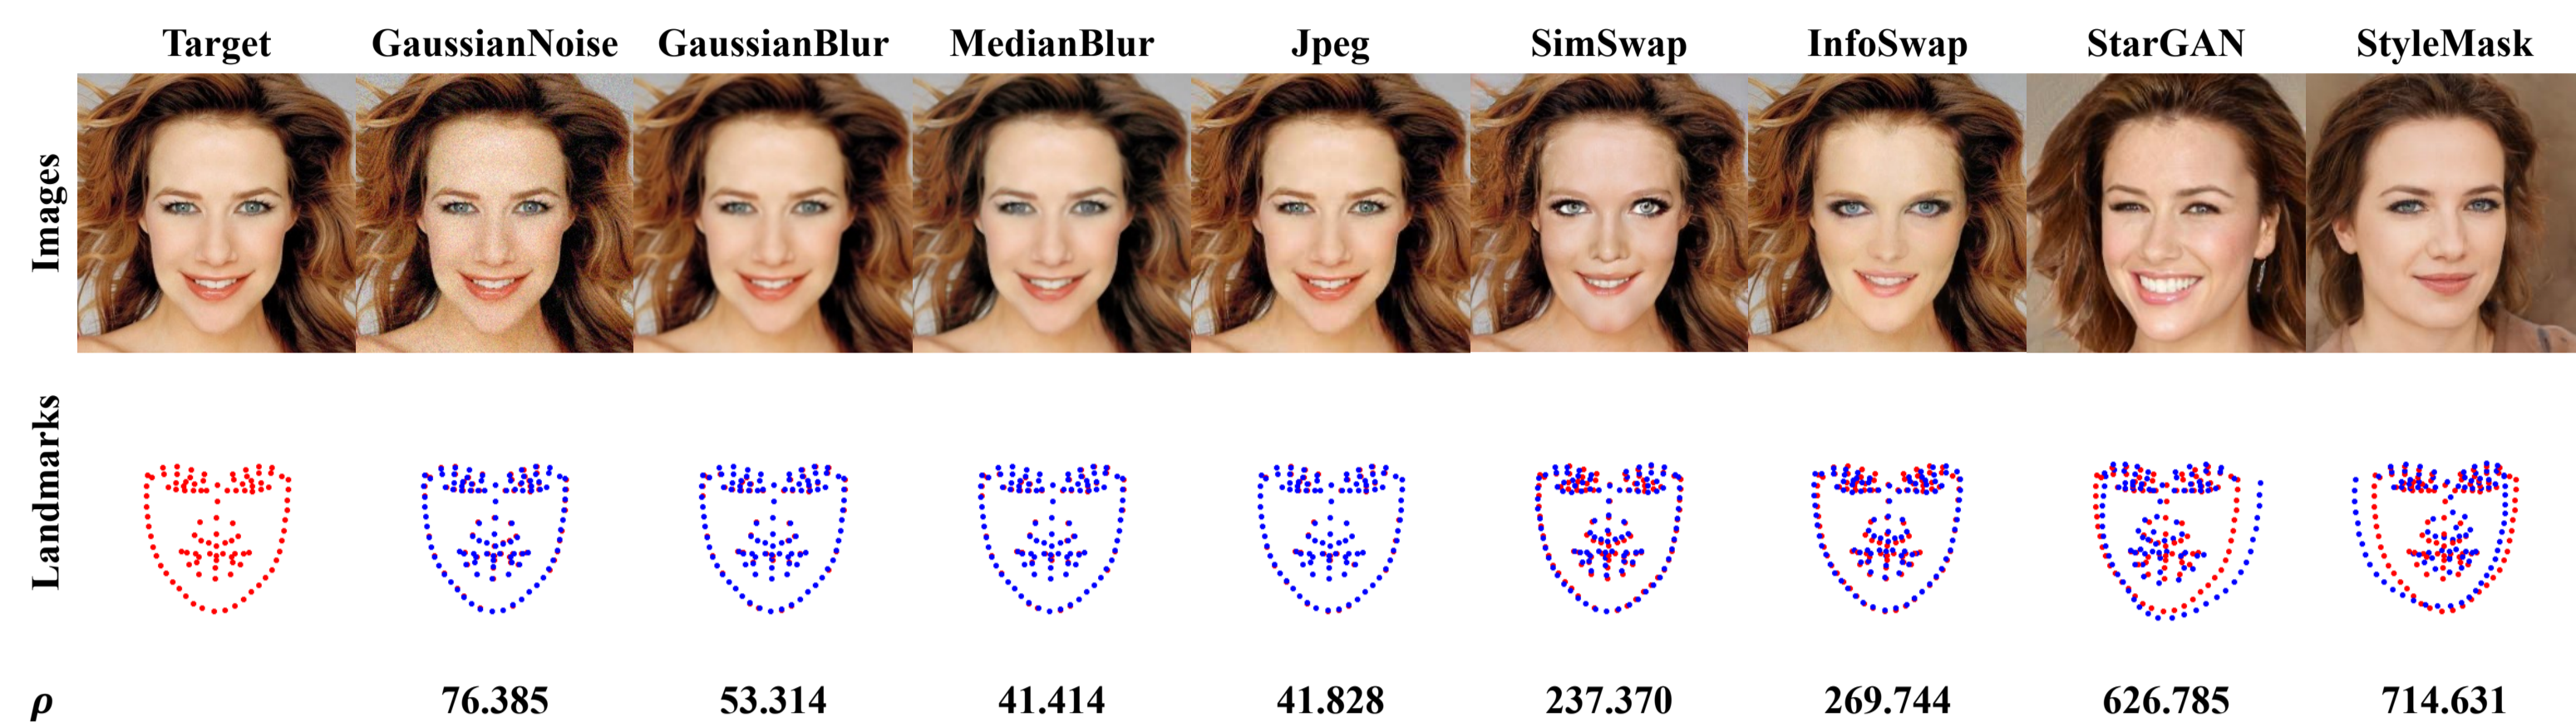 Target GaussianNoise GaussianBlur MedianBlur Jpeg SimSwap InfoSwap StarGAN StyleMask
Images
Landmarks
ρ 76.385 53.314 41.414 41.828 237.370 269.744 626.785 714.631